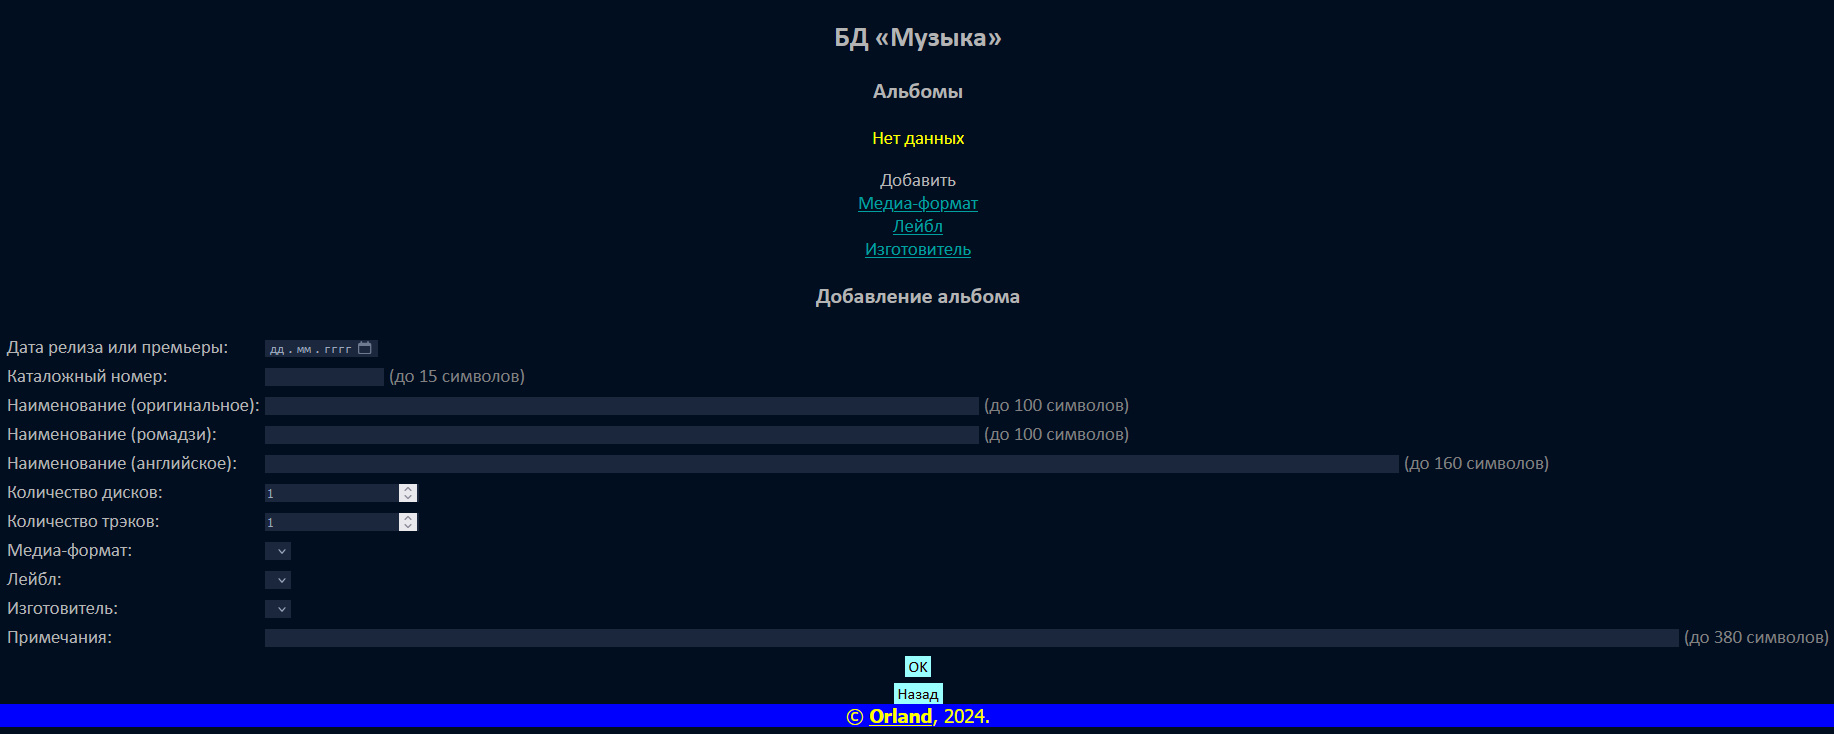 БД «Музыка»
Альбомы
Нет данных
Добавить
Медиа-формат
Лейбл
Изготовитель
Добавление альбома
Дата релиза или премьеры: дд.мм.гггг
Каталожный номер: (до 15 символов)
Наименование (оригинальное): (до 100 символов)
Наименование (ромадзи): (до 100 символов)
Наименование (английское): (до 160 символов)
Количество дисков: 1
Количество трэков: 1
Медиа-формат:
Лейбл:
Изготовитель:
Примечания: (до 380 символов)
OK
Назад
© Orland, 2024.